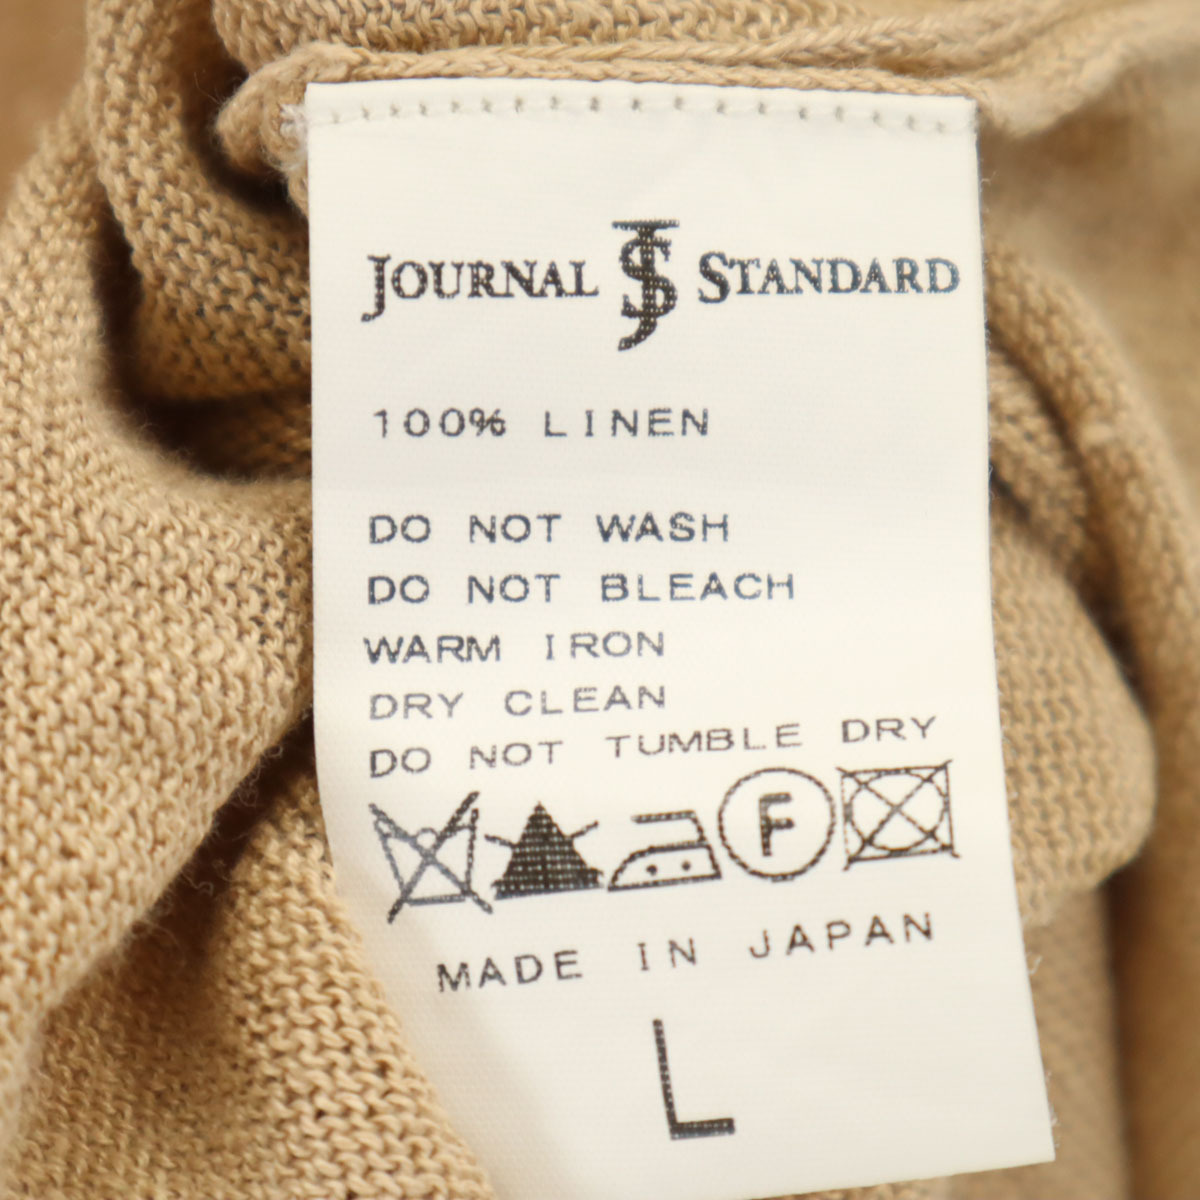 JOURNAL JS STANDARD
100% LINEN
DO NOT WASH
DO NOT BLEACH
WARM IRON
DRY CLEAN
DO NOT TUMBLE DRY
F
MADE IN JAPAN
L